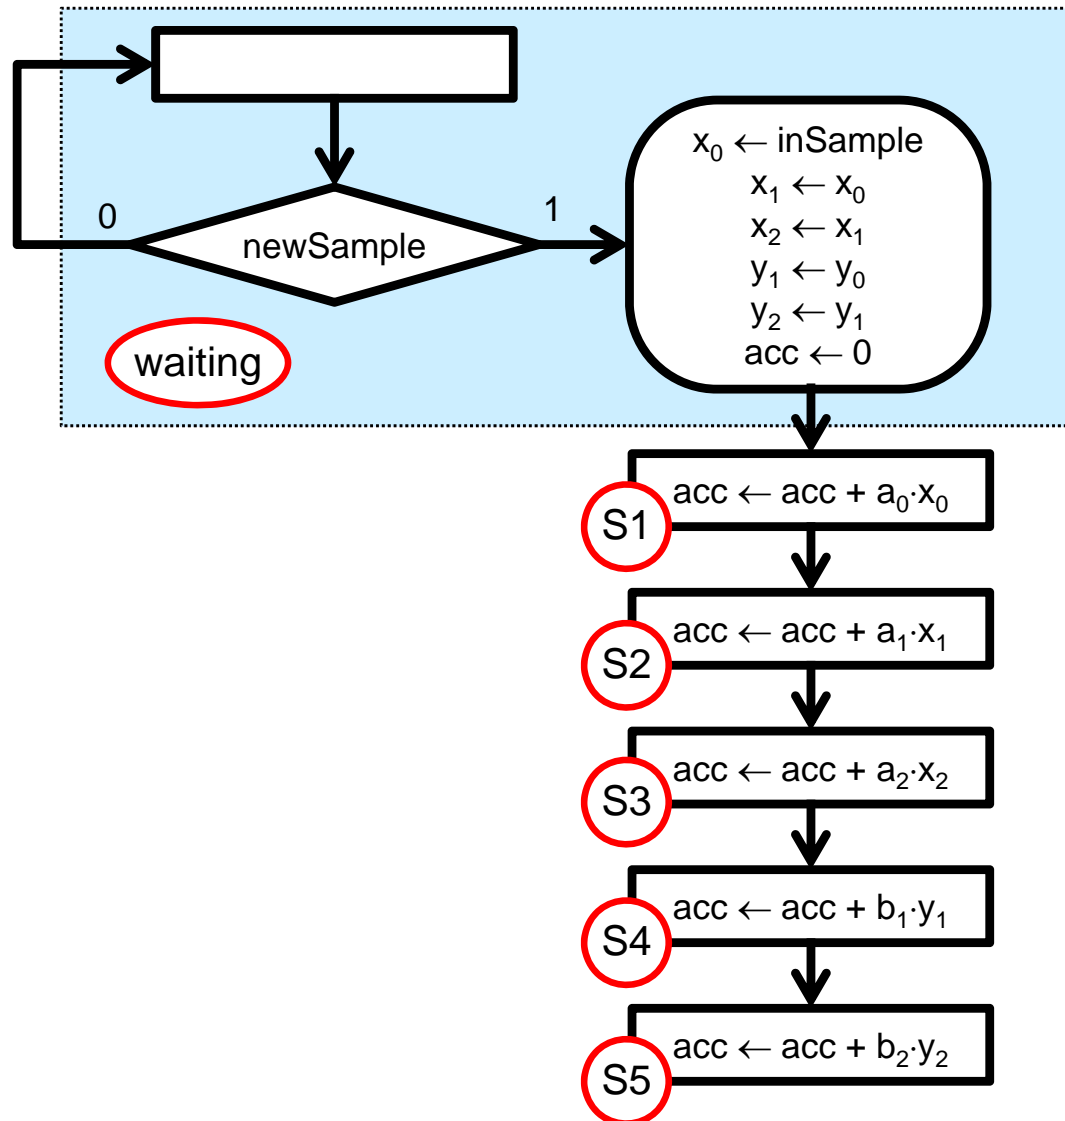 0
1
newSample
waiting
x₀ ← inSample
x₁ ← x₀
x₂ ← x₁
y₁ ← y₀
y₂ ← y₁
acc ← 0
acc ← acc + a₀·x₀
S1
acc ← acc + a₁·x₁
S2
acc ← acc + a₂·x₂
S3
acc ← acc + b₁·y₁
S4
acc ← acc + b₂·y₂
S5